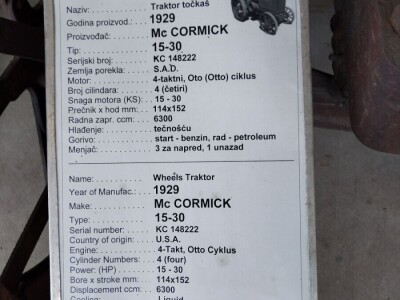 Naziv: Traktor točkaš
Godina proizvod.: 1929
Proizvođač: Mc CORMICK
Tip: 15-30
Serijski broj: KC 148222
Zemlja porekla: S.A.D.
Motor: 4-taktni, Oto (Otto) ciklus
Broj cilindara: 4 (četiri)
Snaga motora (KS): 15 - 30
Prečnik x hod mm: 114x152
Radna zapr. ccm: 6300
Hlađenje: tečnošću
Gorivo: start - benzin, rad - petroleum
Menjač: 3 za napred, 1 unazad
Name: Wheels Traktor
Year of Manufac.: 1929
Make: Mc CORMICK
Type: 15-30
Serial number: KC 148222
Country of origin: U.S.A.
Engine: 4-Takt, Otto Cyklus
Cylinder Numbers: 4 (four)
Power: (HP) 15 - 30
Bore x stroke mm: 114x152
Displacement ccm: 6300
Cooling: Liquid